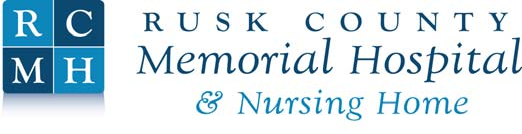 R C
M H
RUSK COUNTY
Memorial Hospital
& Nursing Home